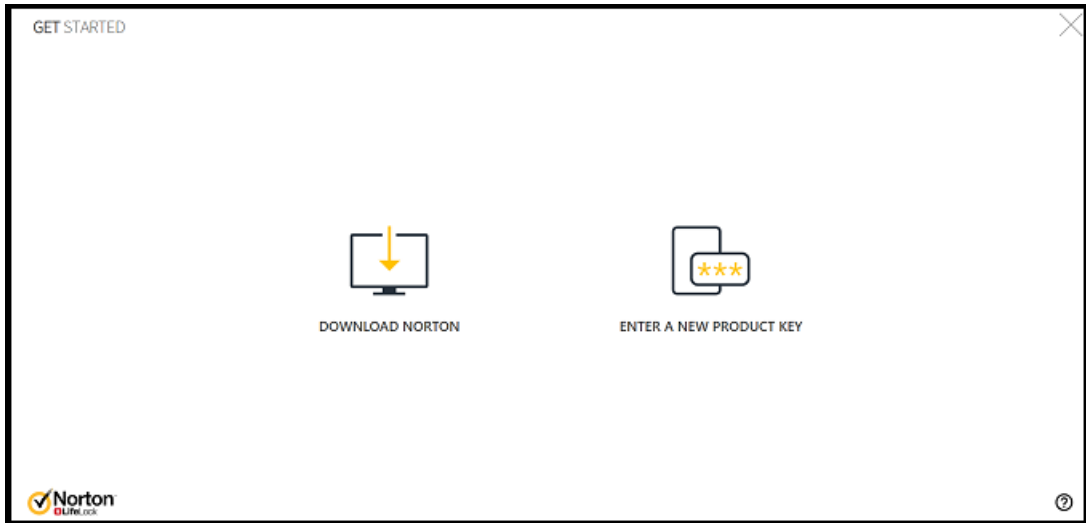 GET STARTED
DOWNLOAD NORTON
ENTER A NEW PRODUCT KEY
Norton
LifeLock